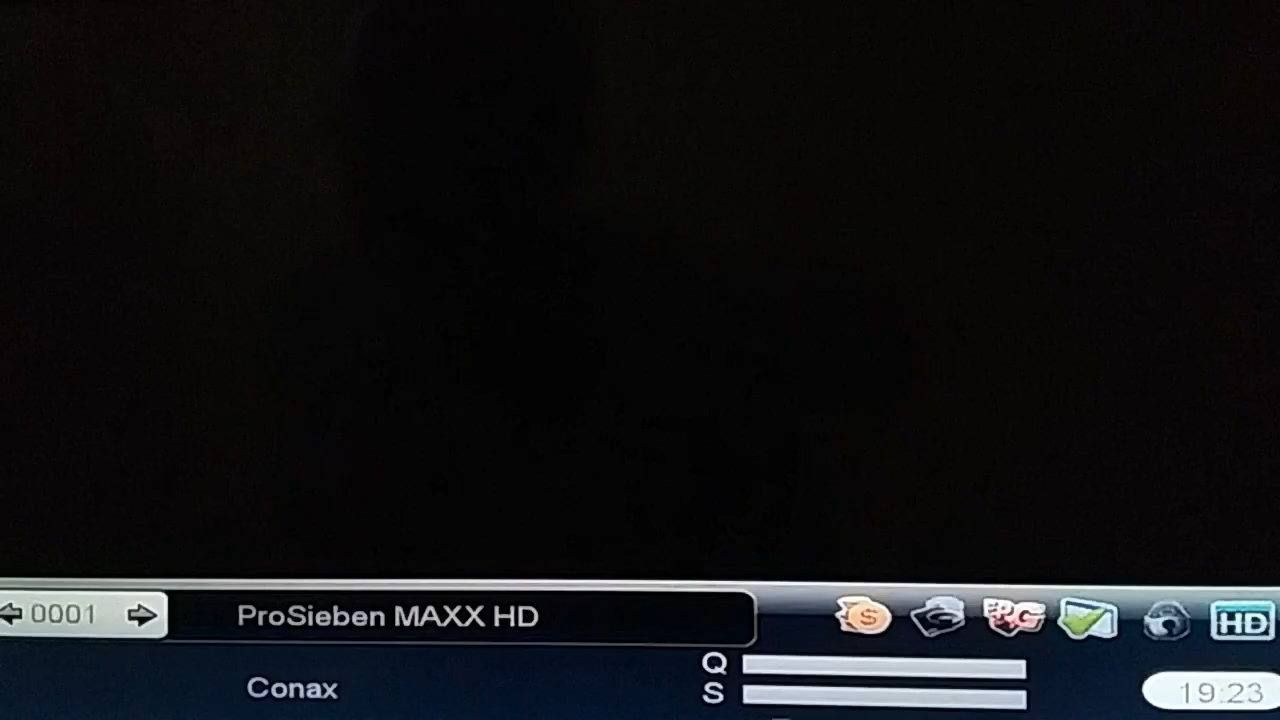 0001 ProSieben MAXX HD $ EPG HD
Q
Conax S 19:23